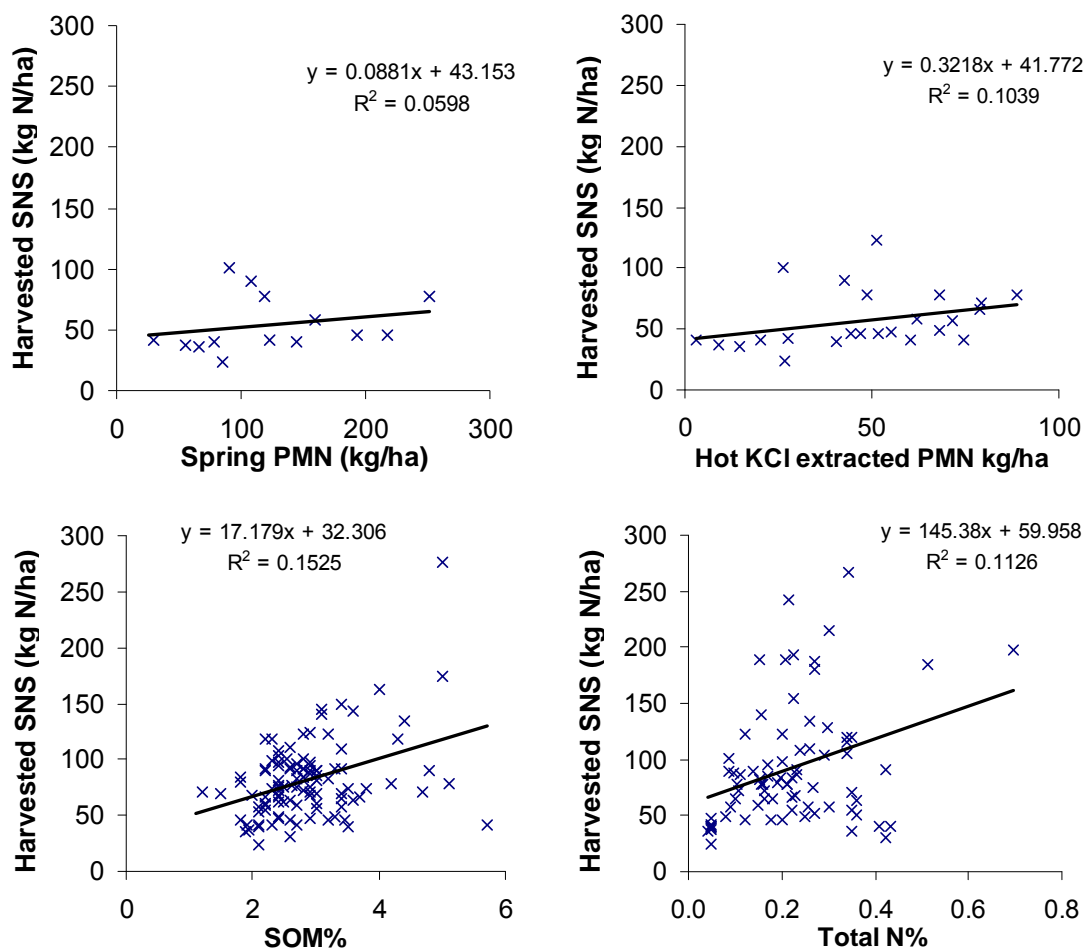 Harvested SNS (kg N/ha)
300
250
200
150
100
50
0
y = 0.0881x + 43.153
R2 = 0.0598
0 100 200 300
Spring PMN (kg/ha)
Harvested SNS (kg N/ha)
300
250
200
150
100
50
0
y = 0.3218x + 41.772
R2 = 0.1039
0 50 100
Hot KCl extracted PMN kg/ha
Harvested SNS (kg N/ha)
300
250
200
150
100
50
0
y = 17.179x + 32.306
R2 = 0.1525
0 2 4 6
SOM%
Harvested SNS (kg N/ha)
300
250
200
150
100
50
0
y = 145.38x + 59.958
R2 = 0.1126
0.0 0.2 0.4 0.6 0.8
Total N%